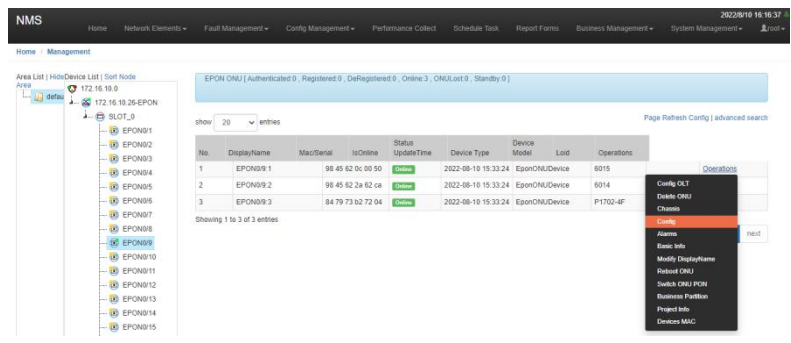 2022/8/10 16:16:37
NMS
Home Network Elements Fault Management Config Management Performance Collect Schedule Task Report Forms Business Management System Management root
Home / Management
Area List | Hide Device List | Sort Node
Area
defau
172.16.10.0
172.16.10.26-EPON
SLOT_0
EPON0/1
EPON0/2
EPON0/3
EPON0/4
EPON0/5
EPON0/6
EPON0/7
EPON0/8
EPON0/9
EPON0/10
EPON0/11
EPON0/12
EPON0/13
EPON0/14
EPON0/15
EPON ONU [ Authenticated:0 , Registered:0 , DeRegistered:0 , Online:3 , ONULost:0 , Standby:0 ]
show 20 entries
Page Refresh Config | advanced search
No. DisplayName Mac/Serial IsOnline Status UpdateTime Device Type Device Model Loid Operations
1 EPON0/9:1 98 45 62 0c 00 50 Online 2022-08-10 15:33:24 EponONUDevice 6015 Operations
2 EPON0/9:2 98 45 62 2a 62 ca Online 2022-08-10 15:33:24 EponONUDevice 6014
3 EPON0/9:3 84 79 73 b2 72 04 Online 2022-08-10 15:33:24 EponONUDevice P1702-4F
Showing 1 to 3 of 3 entries
next
Config OLT
Delete ONU
Chassis
Config
Alarms
Basic Info
Modify DisplayName
Reboot ONU
Switch ONU PON
Business Partition
Project Info
Devices MAC